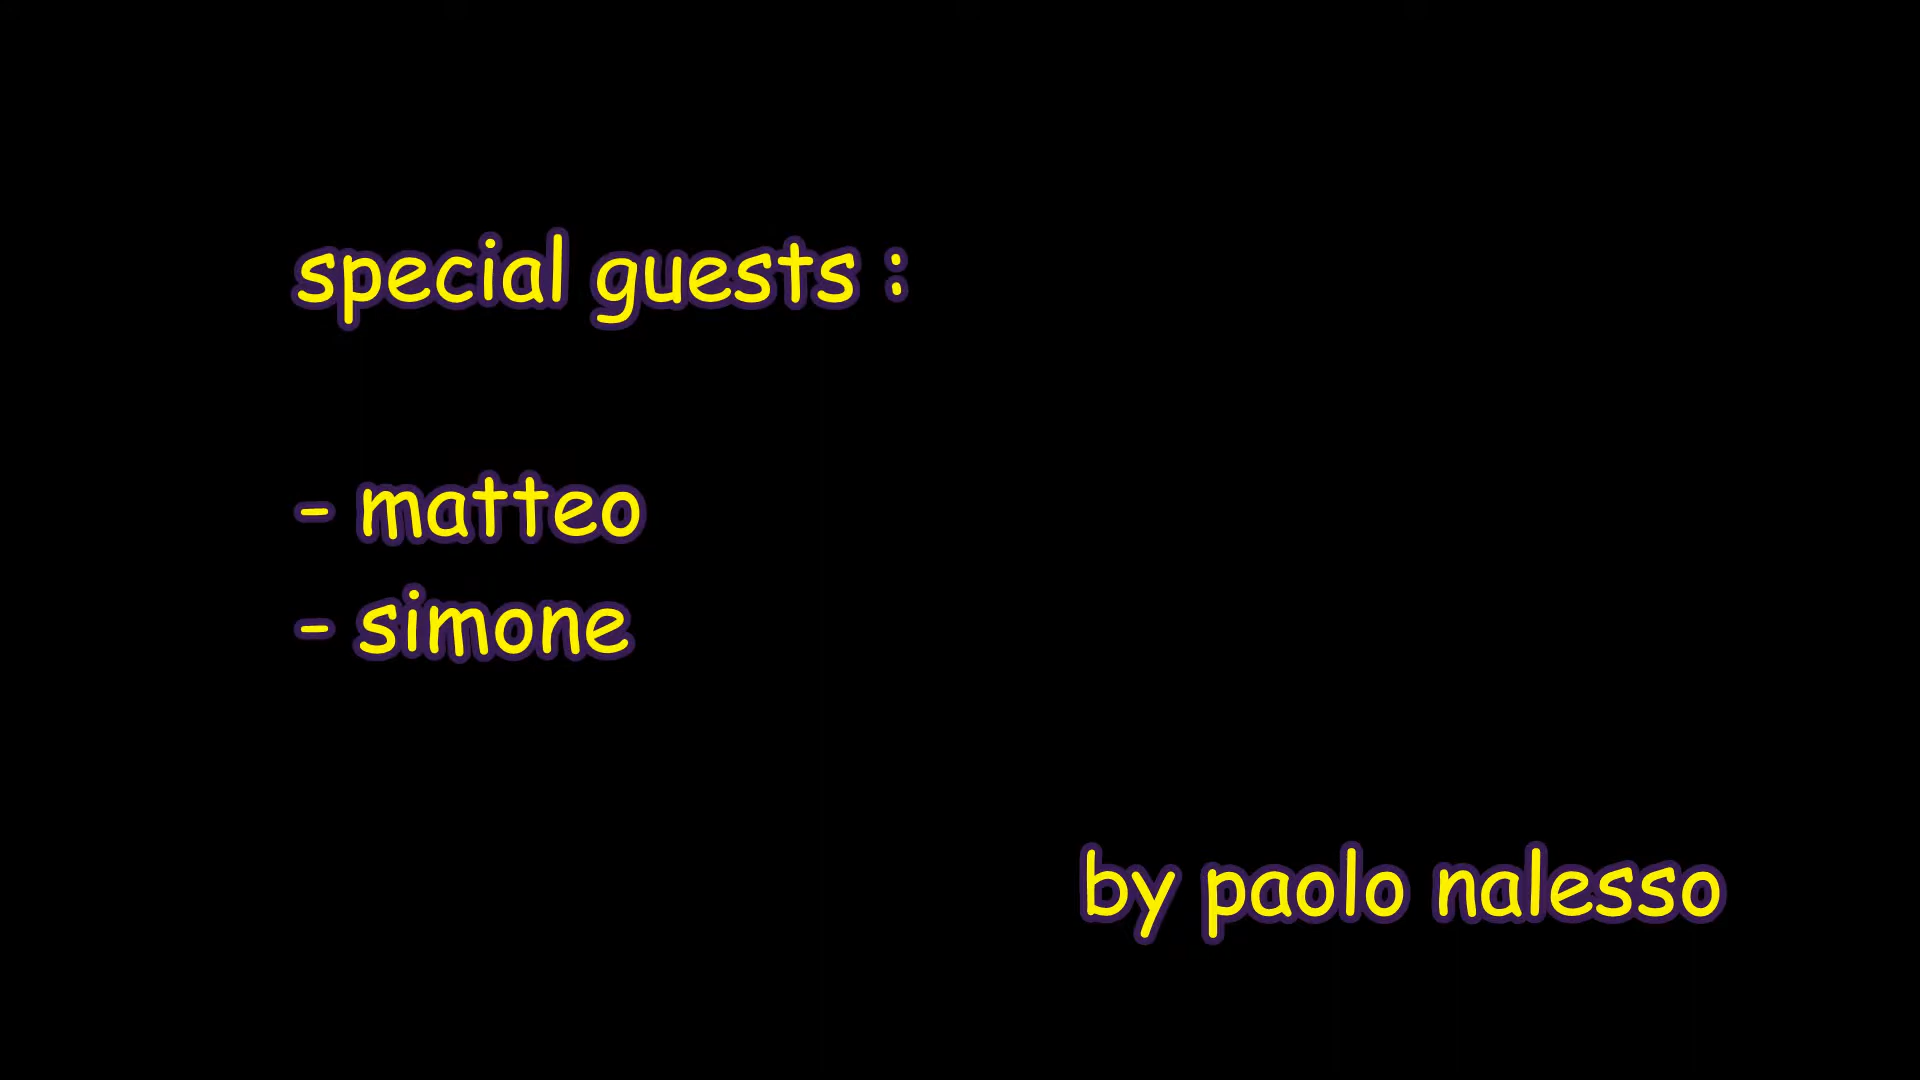 special guests :
- matteo
- simone
by paolo nalesso